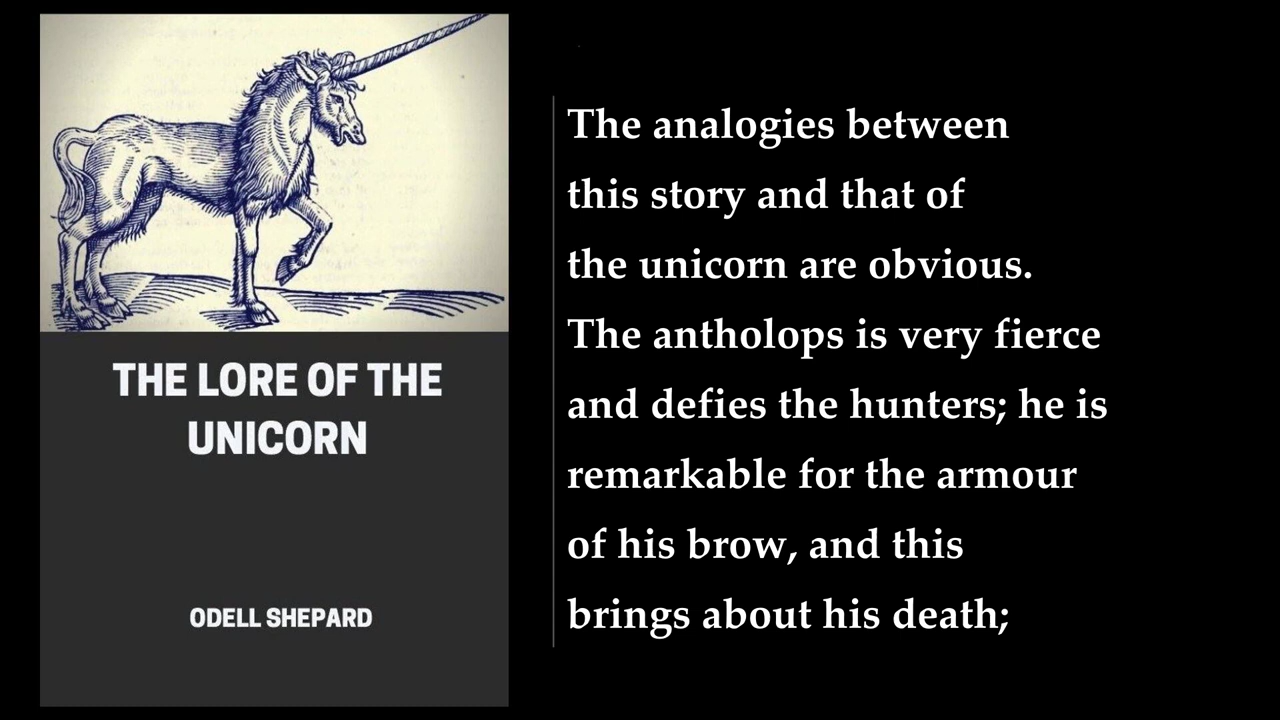 THE LORE OF THE
UNICORN
ODELL SHEPARD
The analogies between
this story and that of
the unicorn are obvious.
The antholops is very fierce
and defies the hunters; he is
remarkable for the armour
of his brow, and this
brings about his death;